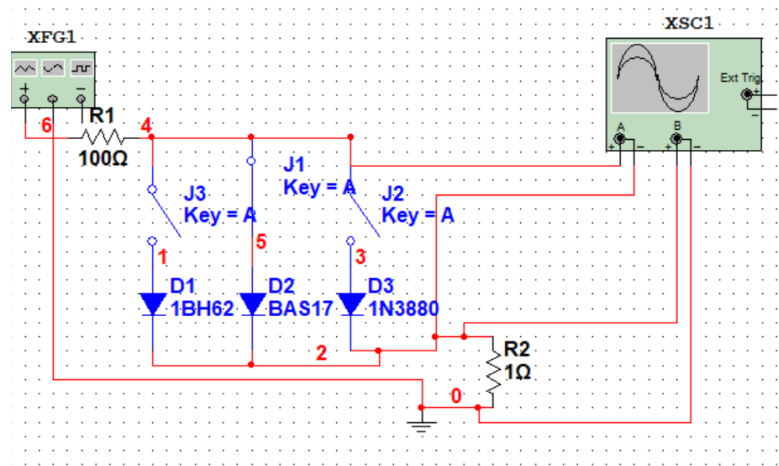 XFG1
XSC1
Ext Trig
+
−
A
B
+ − + −
+ −
6
R1
100Ω
4
J3
Key = A
J1
Key = A
J2
Key = A
1
5
3
D1
1BH62
D2
BAS17
D3
1N3880
2
R2
1Ω
0